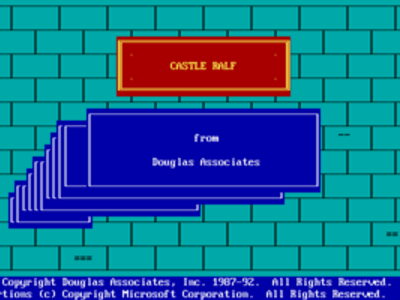 CASTLE RALF
from
Douglas Associates
Copyright Douglas Associates, Inc. 1987-92. All Rights Reserved.
rtions (c) Copyright Microsoft Corporation. All Rights Reserved.